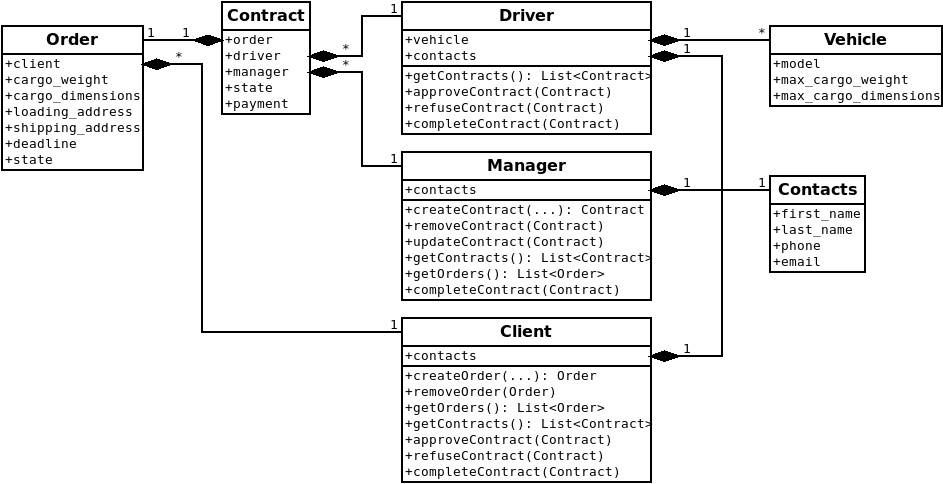 Order
+client
+cargo_weight
+cargo_dimensions
+loading_address
+shipping_address
+deadline
+state
1
1
*
Contract
+order
+driver
+manager
+state
+payment
*
*
1
1
1
Driver
+vehicle
+contacts
+getContracts(): List<Contract>
+approveContract(Contract)
+refuseContract(Contract)
+completeContract(Contract)
1
*
1
Manager
+contacts
+createContract(...): Contract
+removeContract(Contract)
+updateContract(Contract)
+getContracts(): List<Contract>
+getOrders(): List<Order>
+completeContract(Contract)
1
1
Client
+contacts
+createOrder(...): Order
+removeOrder(Order)
+getOrders(): List<Order>
+getContracts(): List<Contract>
+approveContract(Contract)
+refuseContract(Contract)
+completeContract(Contract)
1
Vehicle
+model
+max_cargo_weight
+max_cargo_dimensions
Contacts
+first_name
+last_name
+phone
+email